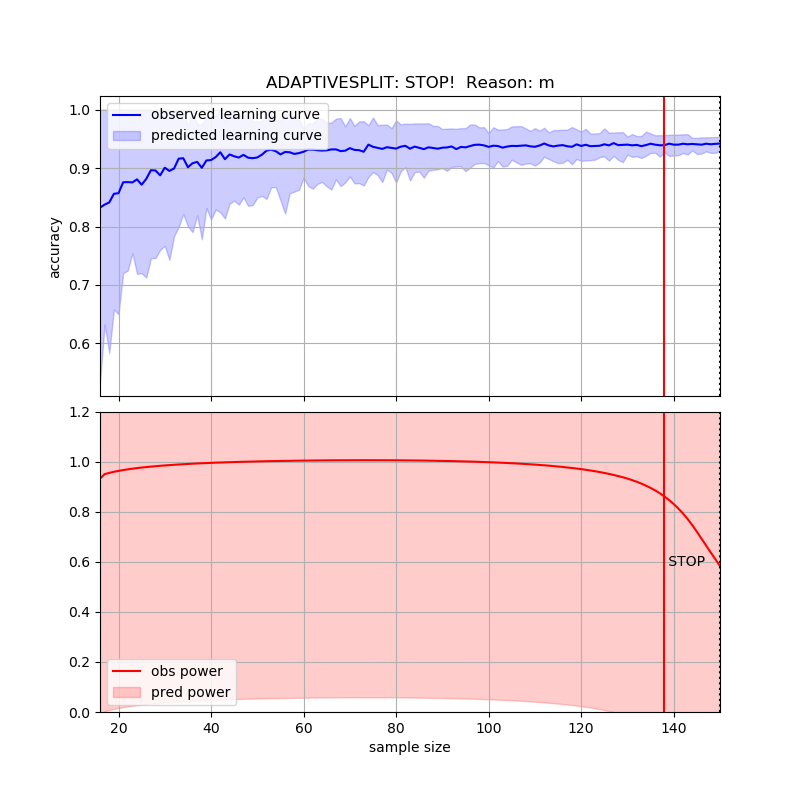 ADAPTIVESPLIT: STOP!  Reason: m
1.0
0.9
0.8
0.7
0.6
accuracy
observed learning curve
predicted learning curve
1.2
1.0
0.8
0.6
0.4
0.2
0.0
STOP
obs power
pred power
20 40 60 80 100 120 140
sample size